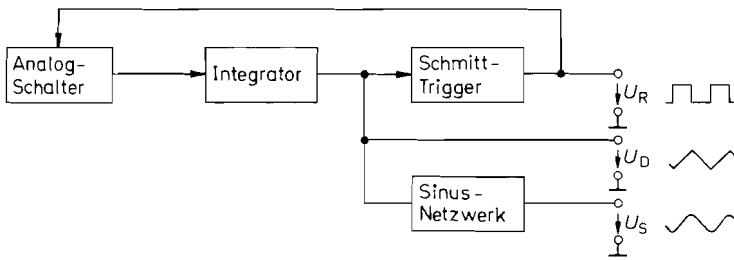 Analog-
Schalter
Integrator
Schmitt-
Trigger
U_R
U_D
Sinus-
Netzwerk
U_S